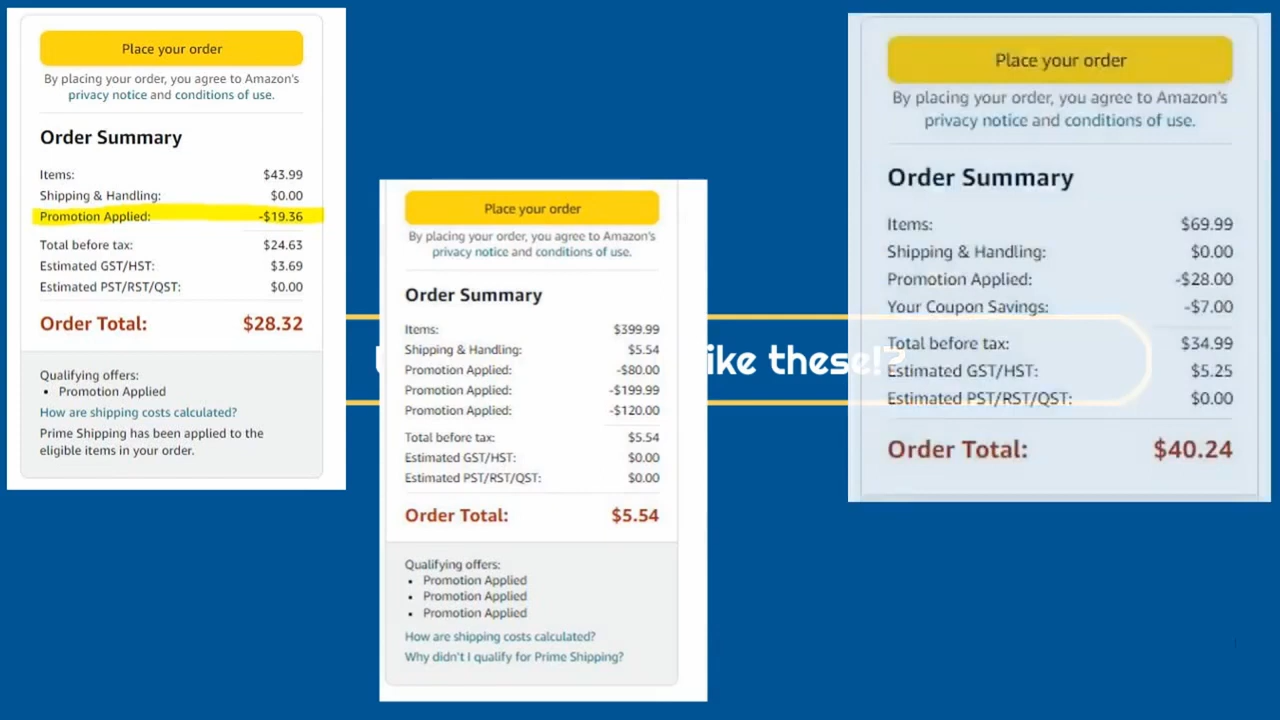 Place your order
By placing your order, you agree to Amazon's
privacy notice and conditions of use.
Order Summary
Items: $43.99
Shipping & Handling: $0.00
Promotion Applied: -$19.36
Total before tax: $24.63
Estimated GST/HST: $3.69
Estimated PST/RST/QST: $0.00
Order Total: $28.32
Qualifying offers:
• Promotion Applied
How are shipping costs calculated?
Prime Shipping has been applied to the
eligible items in your order.
Place your order
By placing your order, you agree to Amazon's
privacy notice and conditions of use.
Order Summary
Items: $399.99
Shipping & Handling: $5.54
Promotion Applied: -$80.00
Promotion Applied: -$199.99
Promotion Applied: -$120.00
Total before tax: $5.54
Estimated GST/HST: $0.00
Estimated PST/RST/QST: $0.00
Order Total: $5.54
Qualifying offers:
• Promotion Applied
• Promotion Applied
• Promotion Applied
How are shipping costs calculated?
Why didn't I qualify for Prime Shipping?
these!?
Place your order
By placing your order, you agree to Amazon's
privacy notice and conditions of use.
Order Summary
Items: $69.99
Shipping & Handling: $0.00
Promotion Applied: -$28.00
Your Coupon Savings: -$7.00
Total before tax: $34.99
Estimated GST/HST: $5.25
Estimated PST/RST/QST: $0.00
Order Total: $40.24